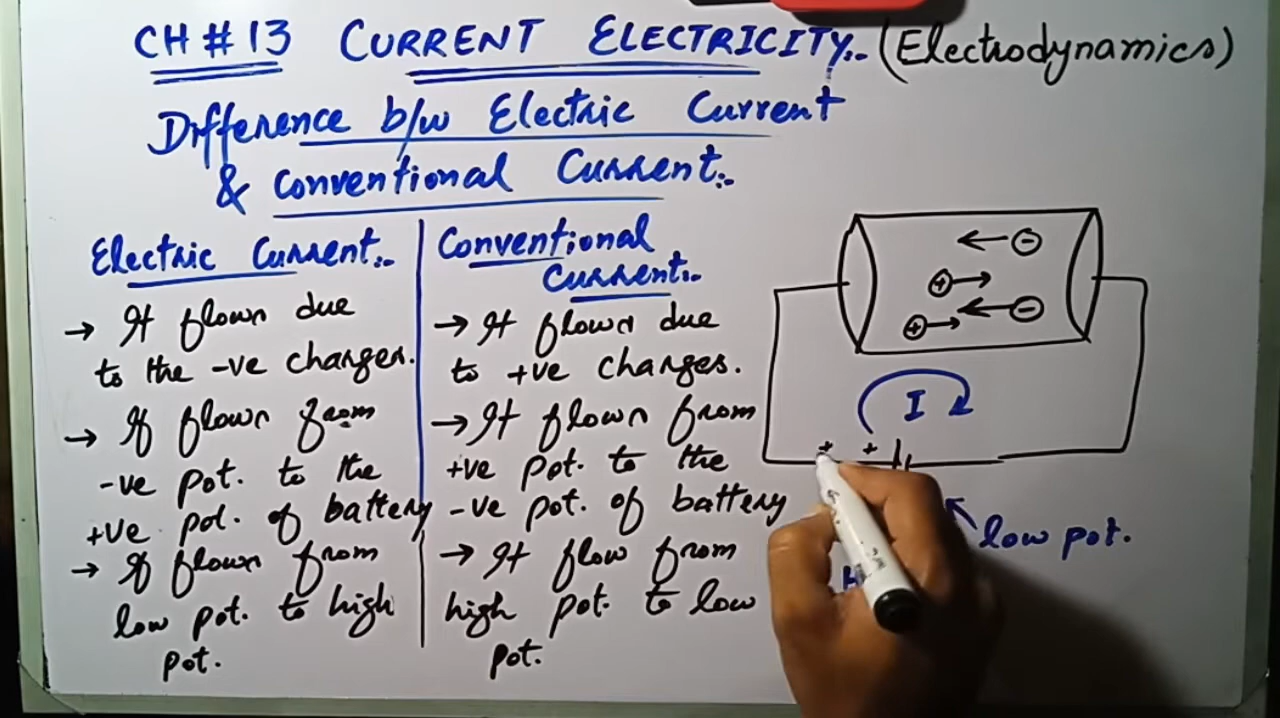 CH # 13 CURRENT ELECTRICITY.. (Electrodynamics)
Difference b/w Electric Current
& Conventional Current.
Electric Current.
→ It flows due
to the -ve charges.
→ It flows from
-ve pot. to the
+ve pot. of battery
→ It flows from
low pot. to high
pot.
Conventional
Current.
→ It flows due
to +ve charges.
→ It flows from
+ve pot. to the
-ve pot. of battery
→ It flow from
high pot. to low
pot.
-
+
-
+
I
+ +
low pot.
H